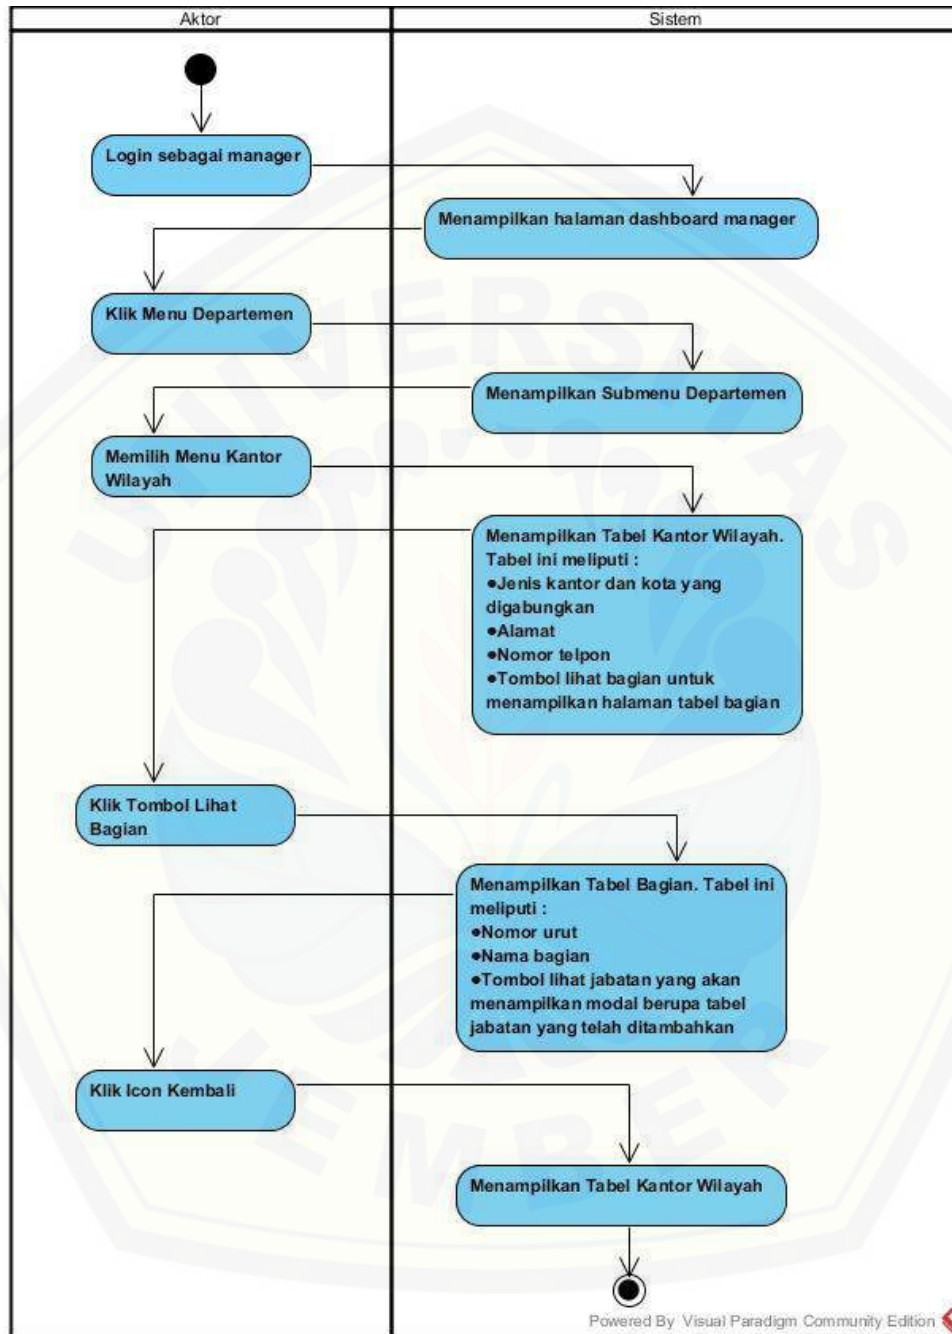 Aktor
Sistem
Login sebagai manager
Menampilkan halaman dashboard manager
Klik Menu Departemen
Menampilkan Submenu Departemen
Memilih Menu Kantor
Wilayah
Menampilkan Tabel Kantor Wilayah.
Tabel ini meliputi :
●Jenis kantor dan kota yang
digabungkan
●Alamat
●Nomor telpon
●Tombol lihat bagian untuk
menampilkan halaman tabel bagian
Klik Tombol Lihat
Bagian
Menampilkan Tabel Bagian. Tabel ini
meliputi :
●Nomor urut
●Nama bagian
●Tombol lihat jabatan yang akan
menampilkan modal berupa tabel
jabatan yang telah ditambahkan
Klik Icon Kembali
Menampilkan Tabel Kantor Wilayah
Powered By Visual Paradigm Community Edition
UNIVERSITAS
JEMBER